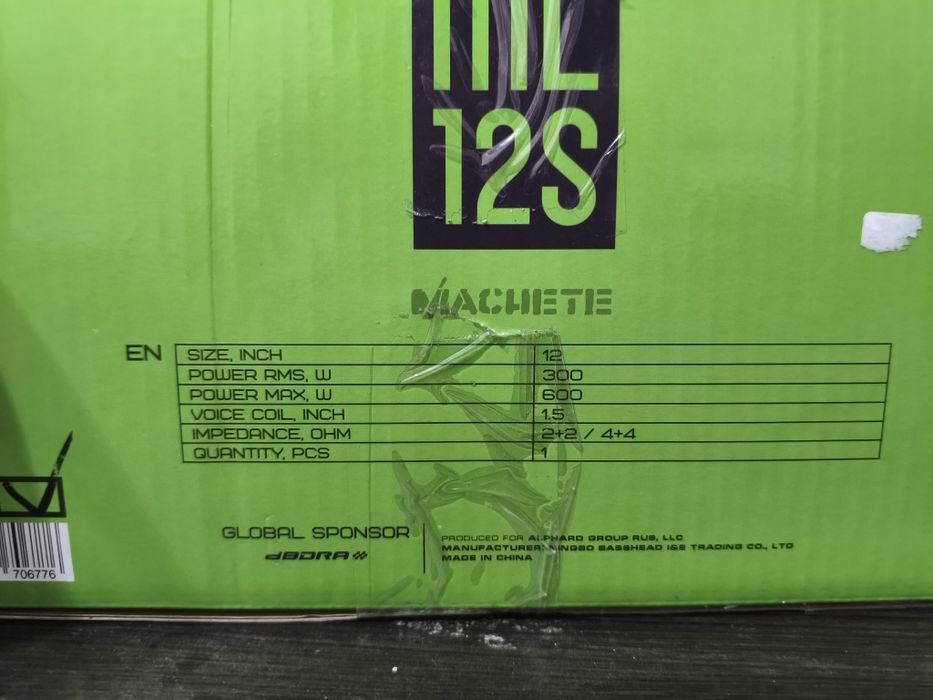 12S
MACHETE
EN
SIZE, INCH 12
POWER RMS, W 300
POWER MAX, W 600
VOICE COIL, INCH 1.5
IMPEDANCE, OHM 2+2 / 4+4
QUANTITY, PCS 1
GLOBAL SPONSOR
dBDRA
PRODUCED FOR ALPHARD GROUP RUS, LLC
MANUFACTURER NINGBO BASSHEAD I&E TRADING CO., LTD
MADE IN CHINA
706776